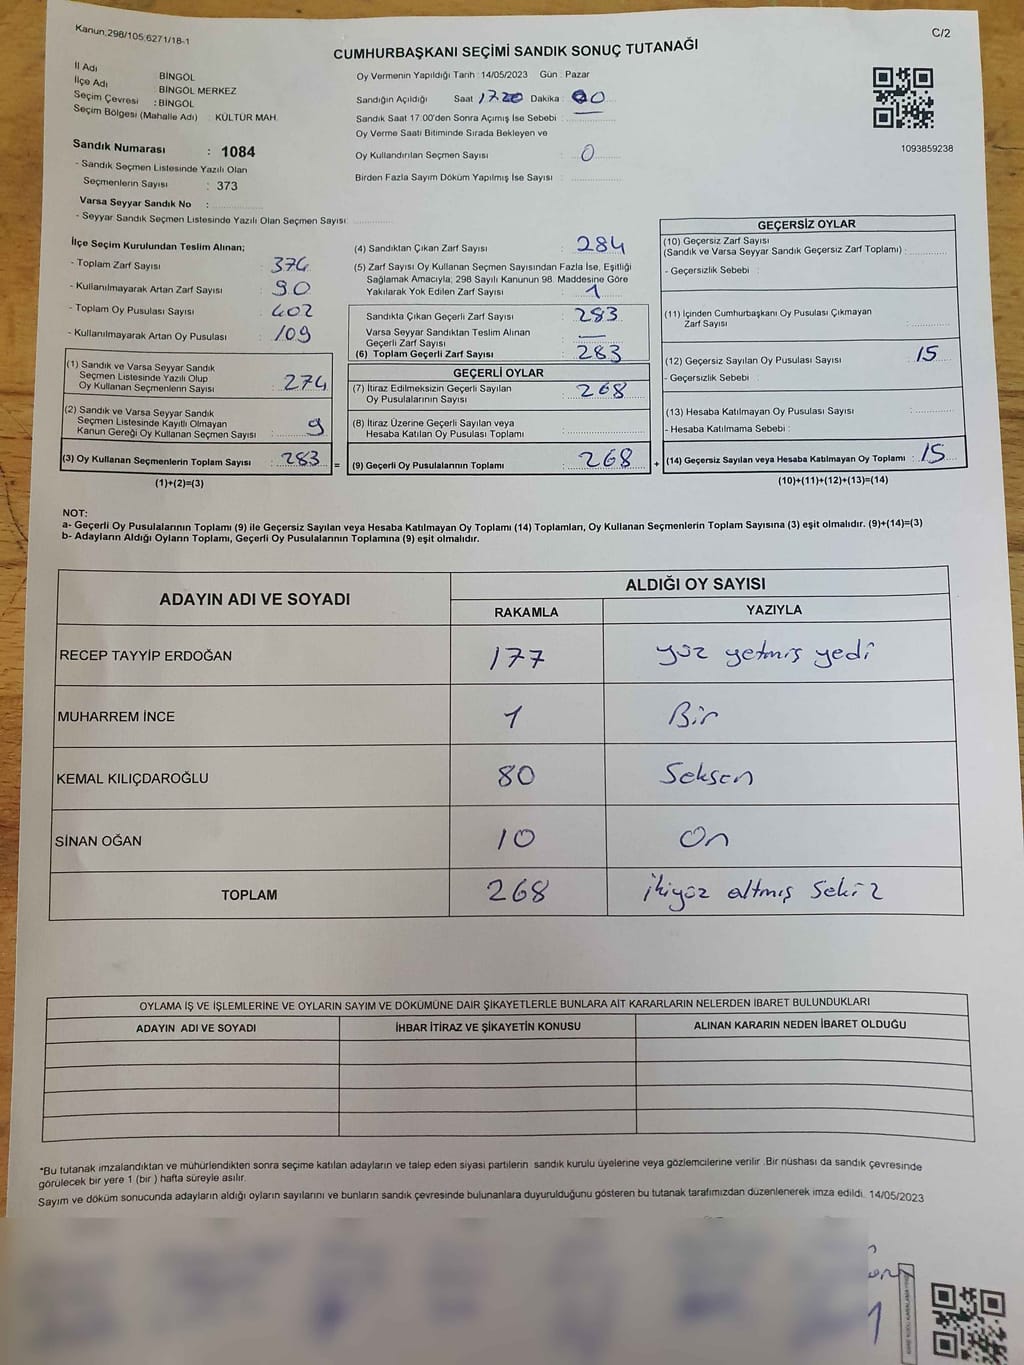 Kanun.298/105,6271/18-1
C/2
CUMHURBAŞKANI SEÇİMİ SANDIK SONUÇ TUTANAĞI
İl Adı BİNGÖL
İlçe Adı : BİNGÖL MERKEZ
Seçim Çevresi : BİNGÖL
Seçim Bölgesi (Mahalle Adı) : KÜLTÜR MAH.
Sandık Numarası : 1084
- Sandık Seçmen Listesinde Yazılı Olan
Seçmenlerin Sayısı : 373
Varsa Seyyar Sandık No :
- Seyyar Sandık Seçmen Listesinde Yazılı Olan Seçmen Sayısı:
Oy Vermenin Yapıldığı Tarih : 14/05/2023 Gün : Pazar
Sandığın Açıldığı Saat 17:20 Dakika : 00
Sandık Saat 17.00'den Sonra Açımış İse Sebebi :
Oy Verme Saati Bitiminde Sırada Bekleyen ve
Oy Kullandırılan Seçmen Sayısı : 0
Birden Fazla Sayım Döküm Yapılmış İse Sayısı :
1093859238
İlçe Seçim Kurulundan Teslim Alınan;
- Toplam Zarf Sayısı : 374
- Kullanılmayarak Artan Zarf Sayısı : 90
- Toplam Oy Pusulası Sayısı : 402
- Kullanılmayarak Artan Oy Pusulası : 109
(1) Sandık ve Varsa Seyyar Sandık
Seçmen Listesinde Yazılı Olup
Oy Kullanan Seçmenlerin Sayısı : 274
(2) Sandık ve Varsa Seyyar Sandık
Seçmen Listesinde Kayıtlı Olmayan
Kanun Gereği Oy Kullanan Seçmen Sayısı : 9
(3) Oy Kullanan Seçmenlerin Toplam Sayısı : 283 =
(1)+(2)=(3)
(4) Sandıktan Çıkan Zarf Sayısı : 284
(5) Zarf Sayısı Oy Kullanan Seçmen Sayısından Fazla İse, Eşitliği
Sağlamak Amacıyla; 298 Sayılı Kanunun 98. Maddesine Göre
Yakılarak Yok Edilen Zarf Sayısı : 1
Sandıkta Çıkan Geçerli Zarf Sayısı : 283
Varsa Seyyar Sandıktan Teslim Alınan
Geçerli Zarf Sayısı : —
(6) Toplam Geçerli Zarf Sayısı : 283
GEÇERLİ OYLAR
(7) İtiraz Edilmeksizin Geçerli Sayılan
Oy Pusulalarının Sayısı : 268
(8) İtiraz Üzerine Geçerli Sayılan veya
Hesaba Katılan Oy Pusulası Toplamı :
(9) Geçerli Oy Pusulalarının Toplamı : 268 +
GEÇERSİZ OYLAR
(10) Geçersiz Zarf Sayısı
(Sandık ve Varsa Seyyar Sandık Geçersiz Zarf Toplamı) :
- Geçersizlik Sebebi :
(11) İçinden Cumhurbaşkanı Oy Pusulası Çıkmayan
Zarf Sayısı :
(12) Geçersiz Sayılan Oy Pusulası Sayısı : 15
- Geçersizlik Sebebi :
(13) Hesaba Katılmayan Oy Pusulası Sayısı :
- Hesaba Katılmama Sebebi :
(14) Geçersiz Sayılan veya Hesaba Katılmayan Oy Toplamı : 15
(10)+(11)+(12)+(13)=(14)
NOT:
a- Geçerli Oy Pusulalarının Toplamı (9) ile Geçersiz Sayılan veya Hesaba Katılmayan Oy Toplamı (14) Toplamları, Oy Kullanan Seçmenlerin Toplam Sayısına (3) eşit olmalıdır. (9)+(14)=(3)
b- Adayların Aldığı Oyların Toplamı, Geçerli Oy Pusulalarının Toplamına (9) eşit olmalıdır.
ADAYIN ADI VE SOYADI ALDIĞI OY SAYISI
RAKAMLA YAZIYLA
RECEP TAYYİP ERDOĞAN 177 yüz yetmiş yedi
MUHARREM İNCE 1 Bir
KEMAL KILIÇDAROĞLU 80 Seksen
SİNAN OĞAN 10 On
TOPLAM 268 ikiyüz altmış sekiz
OYLAMA İŞ VE İŞLEMLERİNE VE OYLARIN SAYIM VE DÖKÜMÜNE DAİR ŞİKAYETLERLE BUNLARA AİT KARARLARIN NELERDEN İBARET BULUNDUKLARI
ADAYIN ADI VE SOYADI İHBAR İTİRAZ VE ŞİKAYETİN KONUSU ALINAN KARARIN NEDEN İBARET OLDUĞU
*Bu tutanak imzalandıktan ve mühürlendikten sonra seçime katılan adayların ve talep eden siyasi partilerin sandık kurulu üyelerine veya gözlemcilerine verilir .Bir nüshası da sandık çevresinde
görülecek bir yere 1 (bir ) hafta süreyle asılır.
Sayım ve döküm sonucunda adayların aldığı oyların sayılarını ve bunların sandık çevresinde bulunanlara duyurulduğunu gösteren bu tutanak tarafımızdan düzenlenerek imza edildi. 14/05/2023